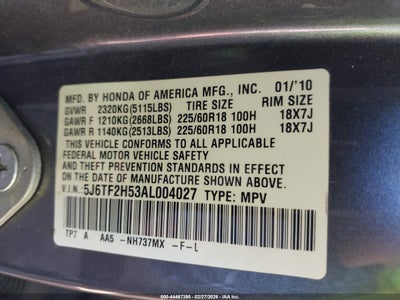 MFD. BY HONDA OF AMERICA MFG., INC. 01/'10
GVWR 2320KG(5115LBS) TIRE SIZE RIM SIZE
GAWR F 1210KG(2668LBS) 225/60R18 100H 18X7J
GAWR R 1140KG(2513LBS) 225/60R18 100H 18X7J
THIS VEHICLE CONFORMS TO ALL APPLICABLE
FEDERAL MOTOR VEHICLE SAFETY AND
THEFT PREVENTION STANDARDS IN EFFECT
ON THE DATE OF MANUFACTURE SHOWN ABOVE.
V.I.N.: 5J6TF2H53AL004027 TYPE: MPV
TP7 A AA5 -NH737MX -F-L
000-44467390 - 02/27/2026 - IAAI